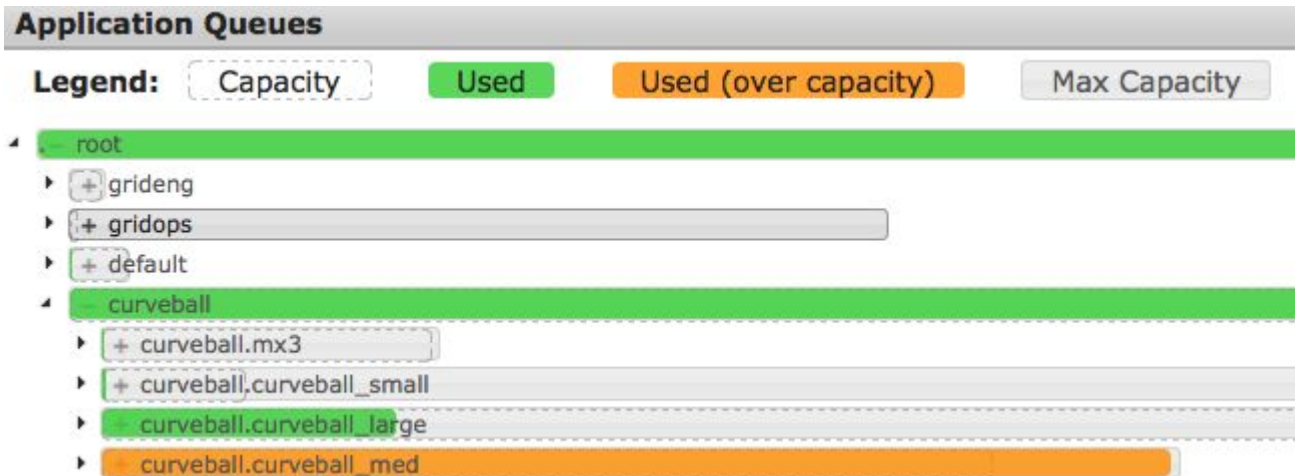 Application Queues
Legend: Capacity Used Used (over capacity) Max Capacity
- root
+ grideng
+ gridops
+ default
- curveball
+ curveball.mx3
+ curveball.curveball_small
+ curveball.curveball_large
+ curveball.curveball_med